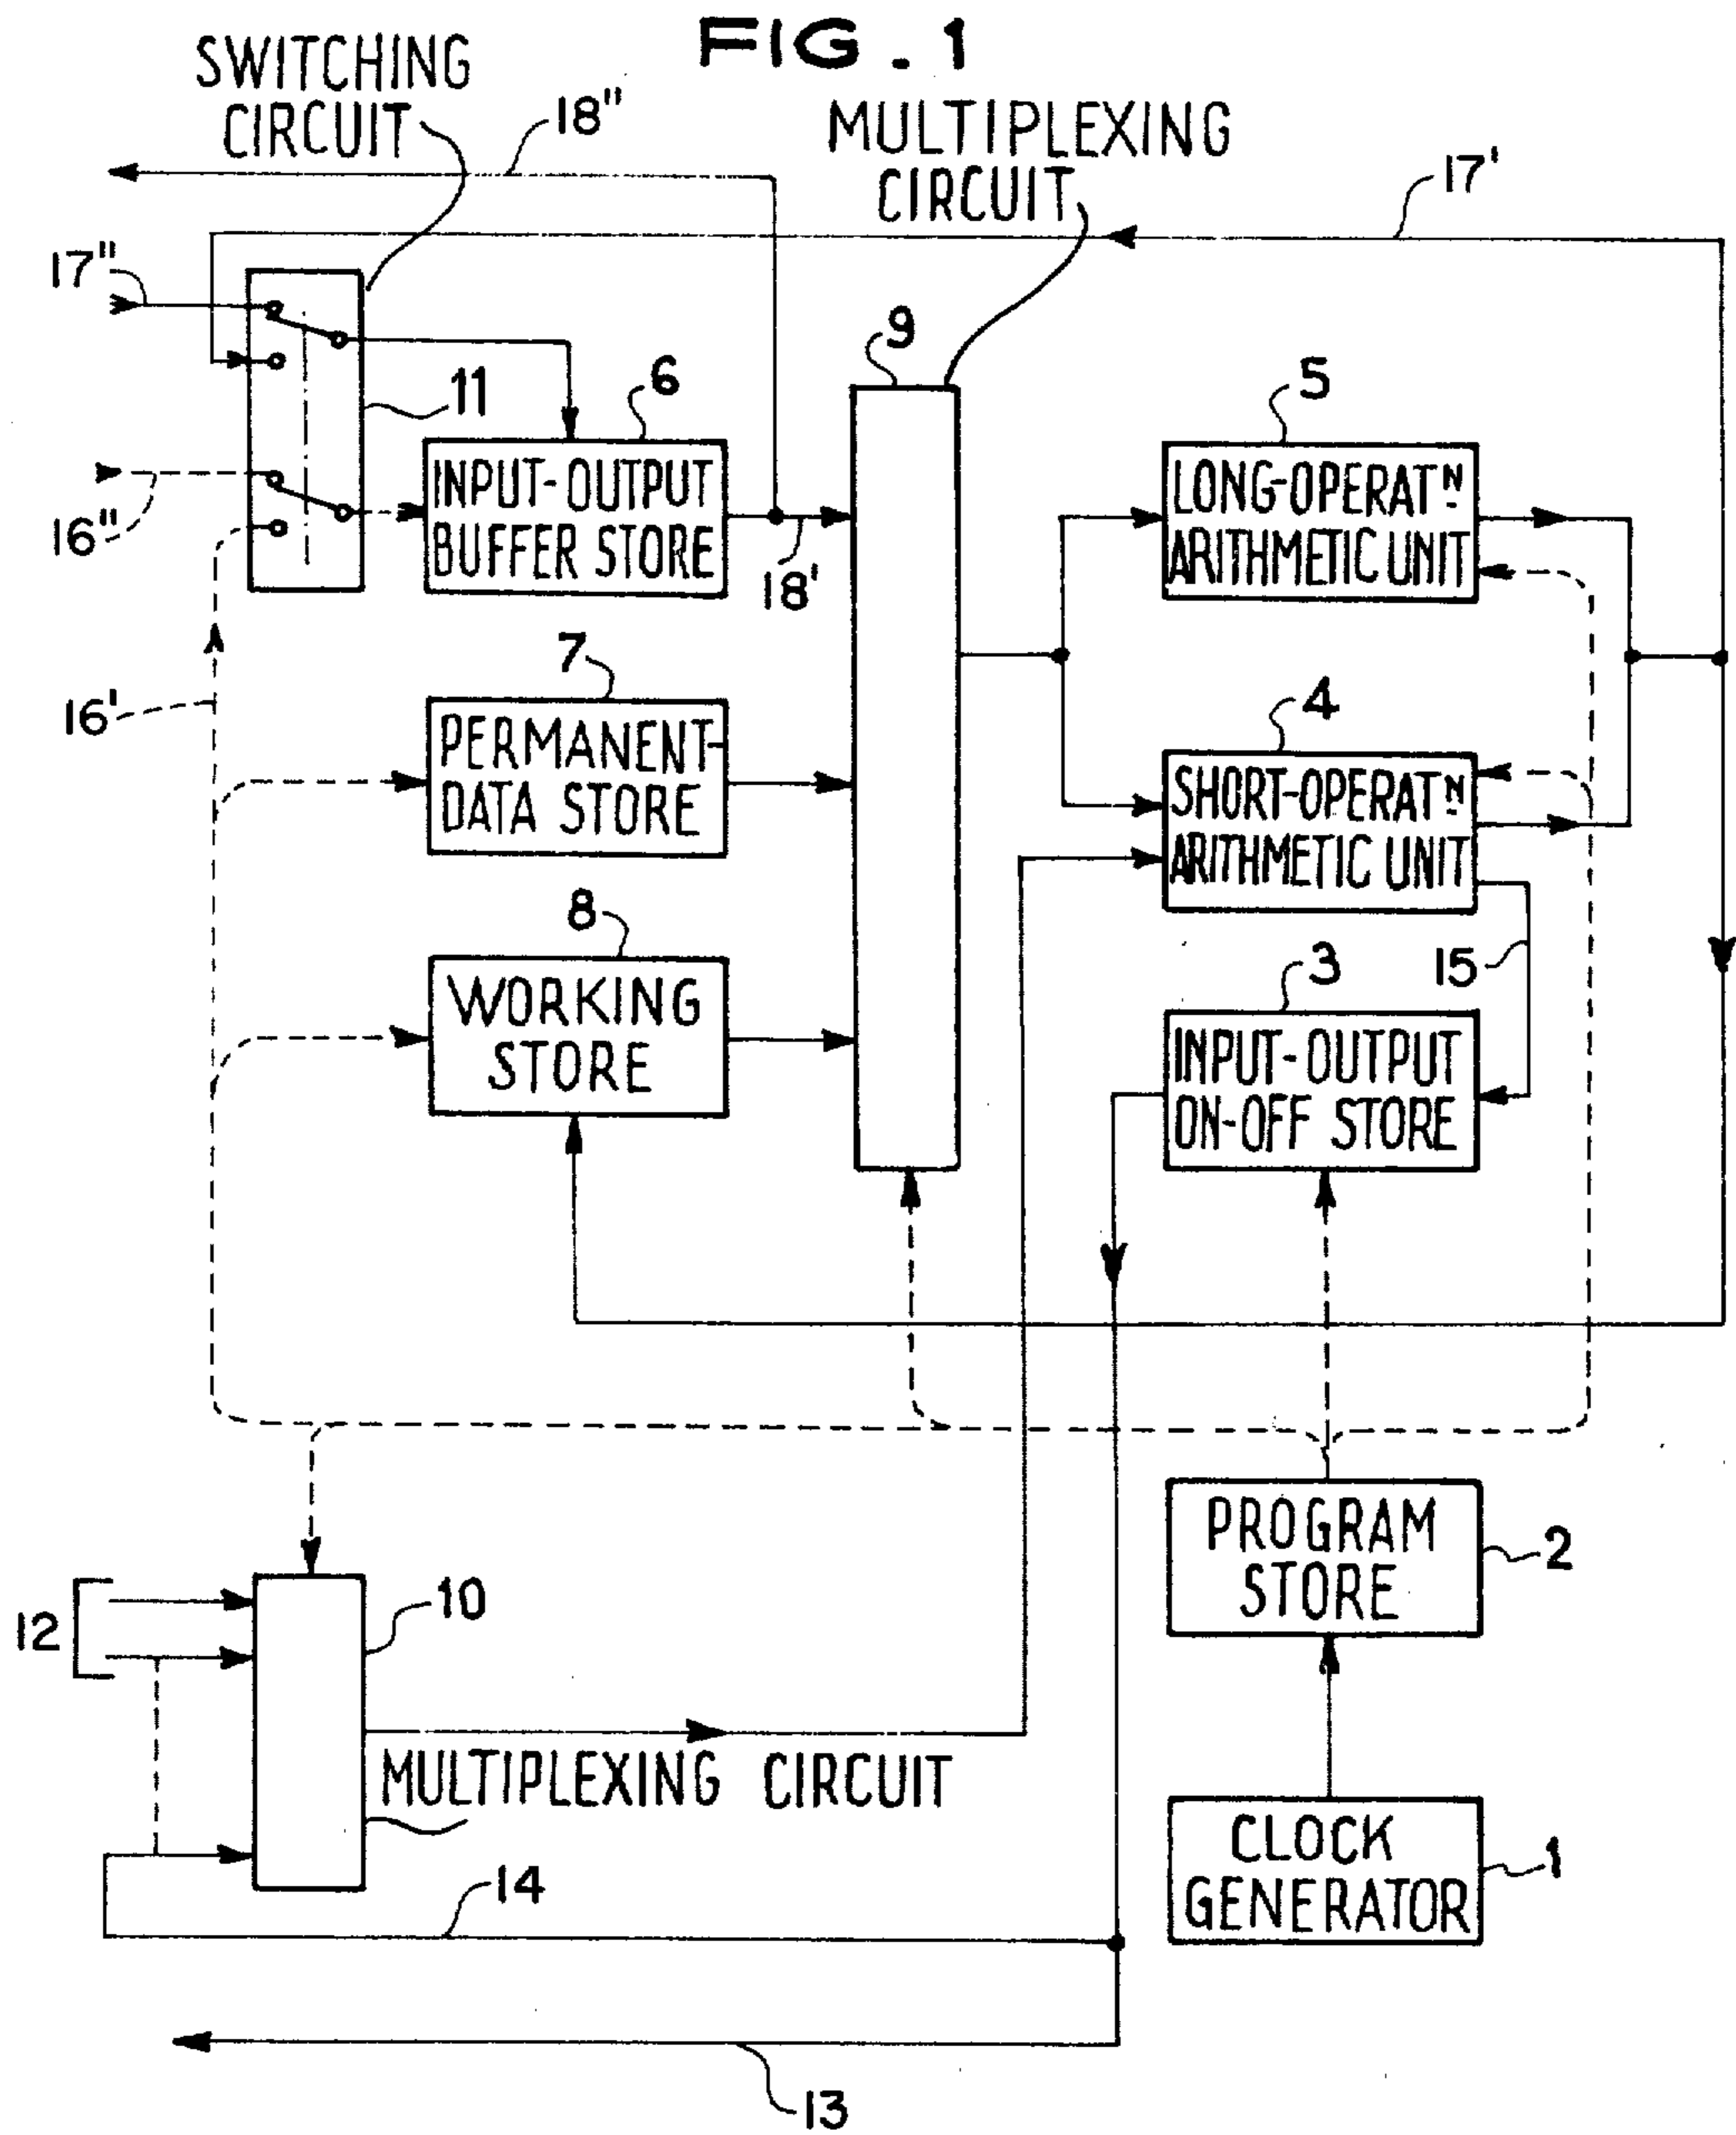 FIG. 1
SWITCHING
CIRCUIT
18"
MULTIPLEXING
CIRCUIT
17'
17"
9
11
6
5
INPUT-OUTPUT
BUFFER STORE
LONG-OPERATN
ARITHMETIC UNIT
16"
18'
7
4
16'
PERMANENT-
DATA STORE
SHORT-OPERATN
ARITHMETIC UNIT
8
15
3
WORKING
STORE
INPUT-OUTPUT
ON-OFF STORE
PROGRAM
STORE
2
12
10
MULTIPLEXING CIRCUIT
CLOCK
GENERATOR
1
14
13